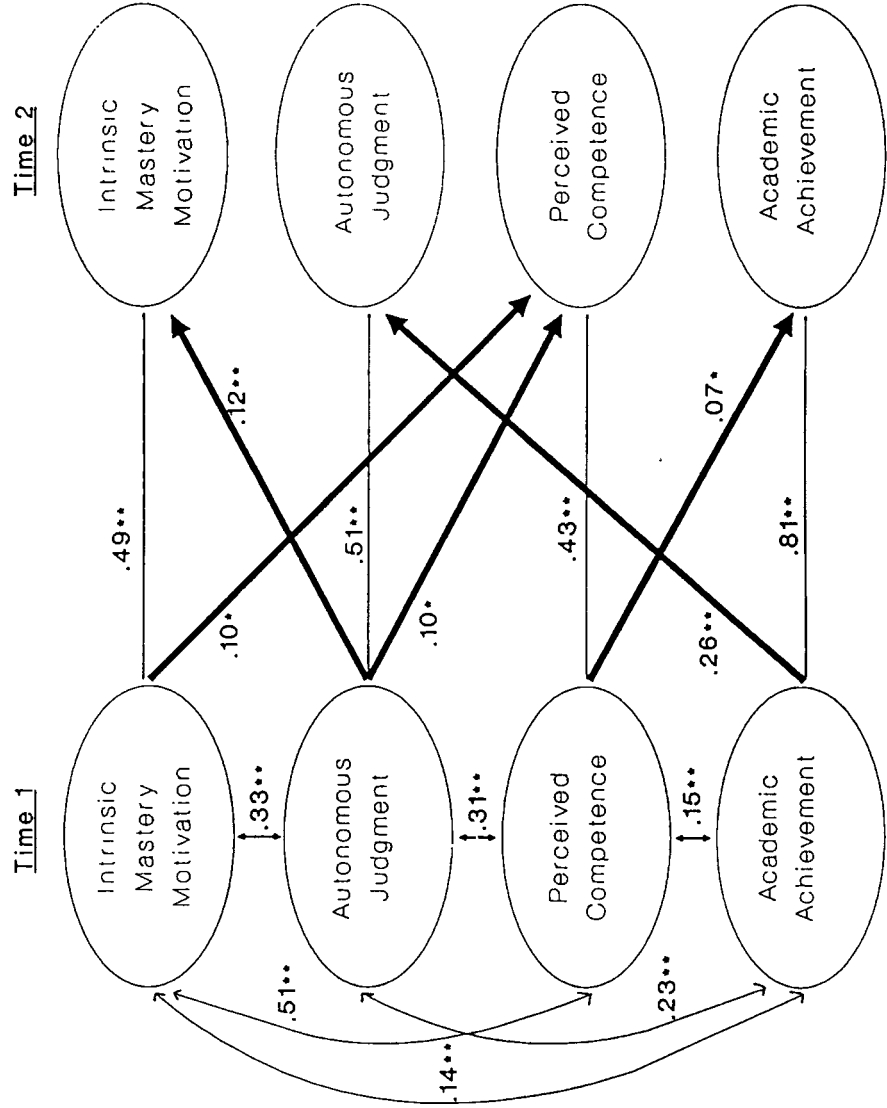 Time 1
Time 2
Intrinsic
Mastery
Motivation
Intrinsic
Mastery
Motivation
Autonomous
Judgment
Autonomous
Judgment
Perceived
Competence
Perceived
Competence
Academic
Achievement
Academic
Achievement
.49**
.12**
.10*
.51**
.10*
.43**
.07*
.26**
.81**
.33**
.31**
.15**
.51**
.23**
.14**